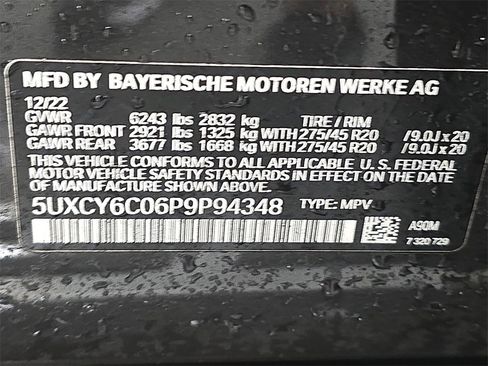 MFD BY BAYERISCHE MOTOREN WERKE AG
12/22
GVWR 6243 lbs 2832 kg TIRE / RIM
GAWR FRONT 2921 lbs 1325 kg WITH 275/45 R20 /9.0J x 20
GAWR REAR 3677 lbs 1668 kg WITH 275/45 R20 /9.0J x 20
THIS VEHICLE CONFORMS TO ALL APPLICABLE U.S. FEDERAL
MOTOR VEHICLE SAFETY STANDARDS IN EFFECT ON THE
DATE OF MANUFACTURE SHOWN ABOVE.
5UXCY6C06P9P94348 TYPE: MPV
A90M
7 320 729